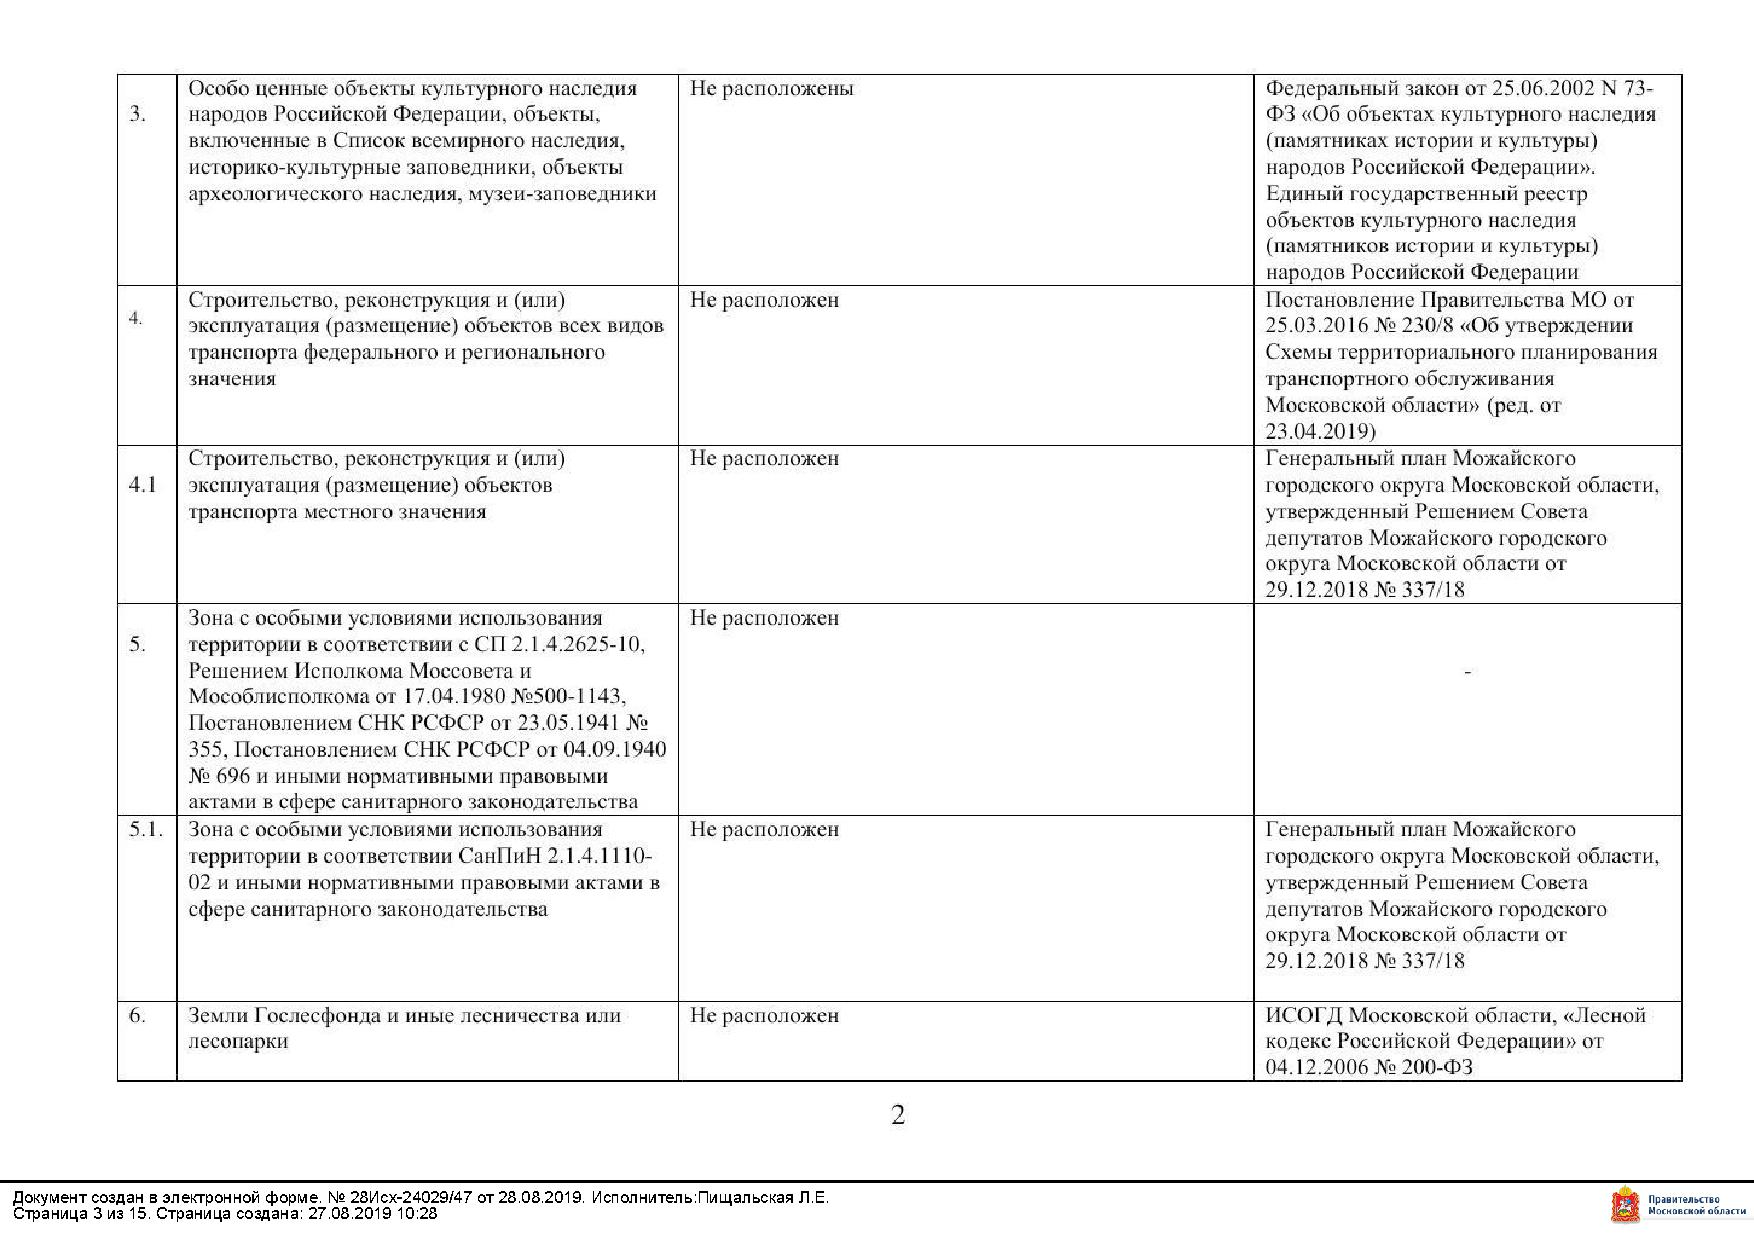 3.
Особо ценные объекты культурного наследия
народов Российской Федерации, объекты,
включенные в Список всемирного наследия,
историко-культурные заповедники, объекты
археологического наследия, музеи-заповедники
Не расположены
Федеральный закон от 25.06.2002 N 73-
ФЗ «Об объектах культурного наследия
(памятниках истории и культуры)
народов Российской Федерации».
Единый государственный реестр
объектов культурного наследия
(памятников истории и культуры)
народов Российской Федерации
4.
Строительство, реконструкция и (или)
эксплуатация (размещение) объектов всех видов
транспорта федерального и регионального
значения
Не расположен
Постановление Правительства МО от
25.03.2016 № 230/8 «Об утверждении
Схемы территориального планирования
транспортного обслуживания
Московской области» (ред. от
23.04.2019)
4.1
Строительство, реконструкция и (или)
эксплуатация (размещение) объектов
транспорта местного значения
Не расположен
Генеральный план Можайского
городского округа Московской области,
утвержденный Решением Совета
депутатов Можайского городского
округа Московской области от
29.12.2018 № 337/18
5.
Зона с особыми условиями использования
территории в соответствии с СП 2.1.4.2625-10,
Решением Исполкома Моссовета и
Мособлисполкома от 17.04.1980 №500-1143,
Постановлением СНК РСФСР от 23.05.1941 №
355, Постановлением СНК РСФСР от 04.09.1940
№ 696 и иными нормативными правовыми
актами в сфере санитарного законодательства
Не расположен
-
5.1.
Зона с особыми условиями использования
территории в соответствии СанПиН 2.1.4.1110-
02 и иными нормативными правовыми актами в
сфере санитарного законодательства
Не расположен
Генеральный план Можайского
городского округа Московской области,
утвержденный Решением Совета
депутатов Можайского городского
округа Московской области от
29.12.2018 № 337/18
6.
Земли Гослесфонда и иные лесничества или
лесопарки
Не расположен
ИСОГД Московской области, «Лесной
кодекс Российской Федерации» от
04.12.2006 № 200-ФЗ
2
Документ создан в электронной форме. № 28Исх-24029/47 от 28.08.2019. Исполнитель:Пищальская Л.Е.
Страница 3 из 15. Страница создана: 27.08.2019 10:28
Правительство
Московской области